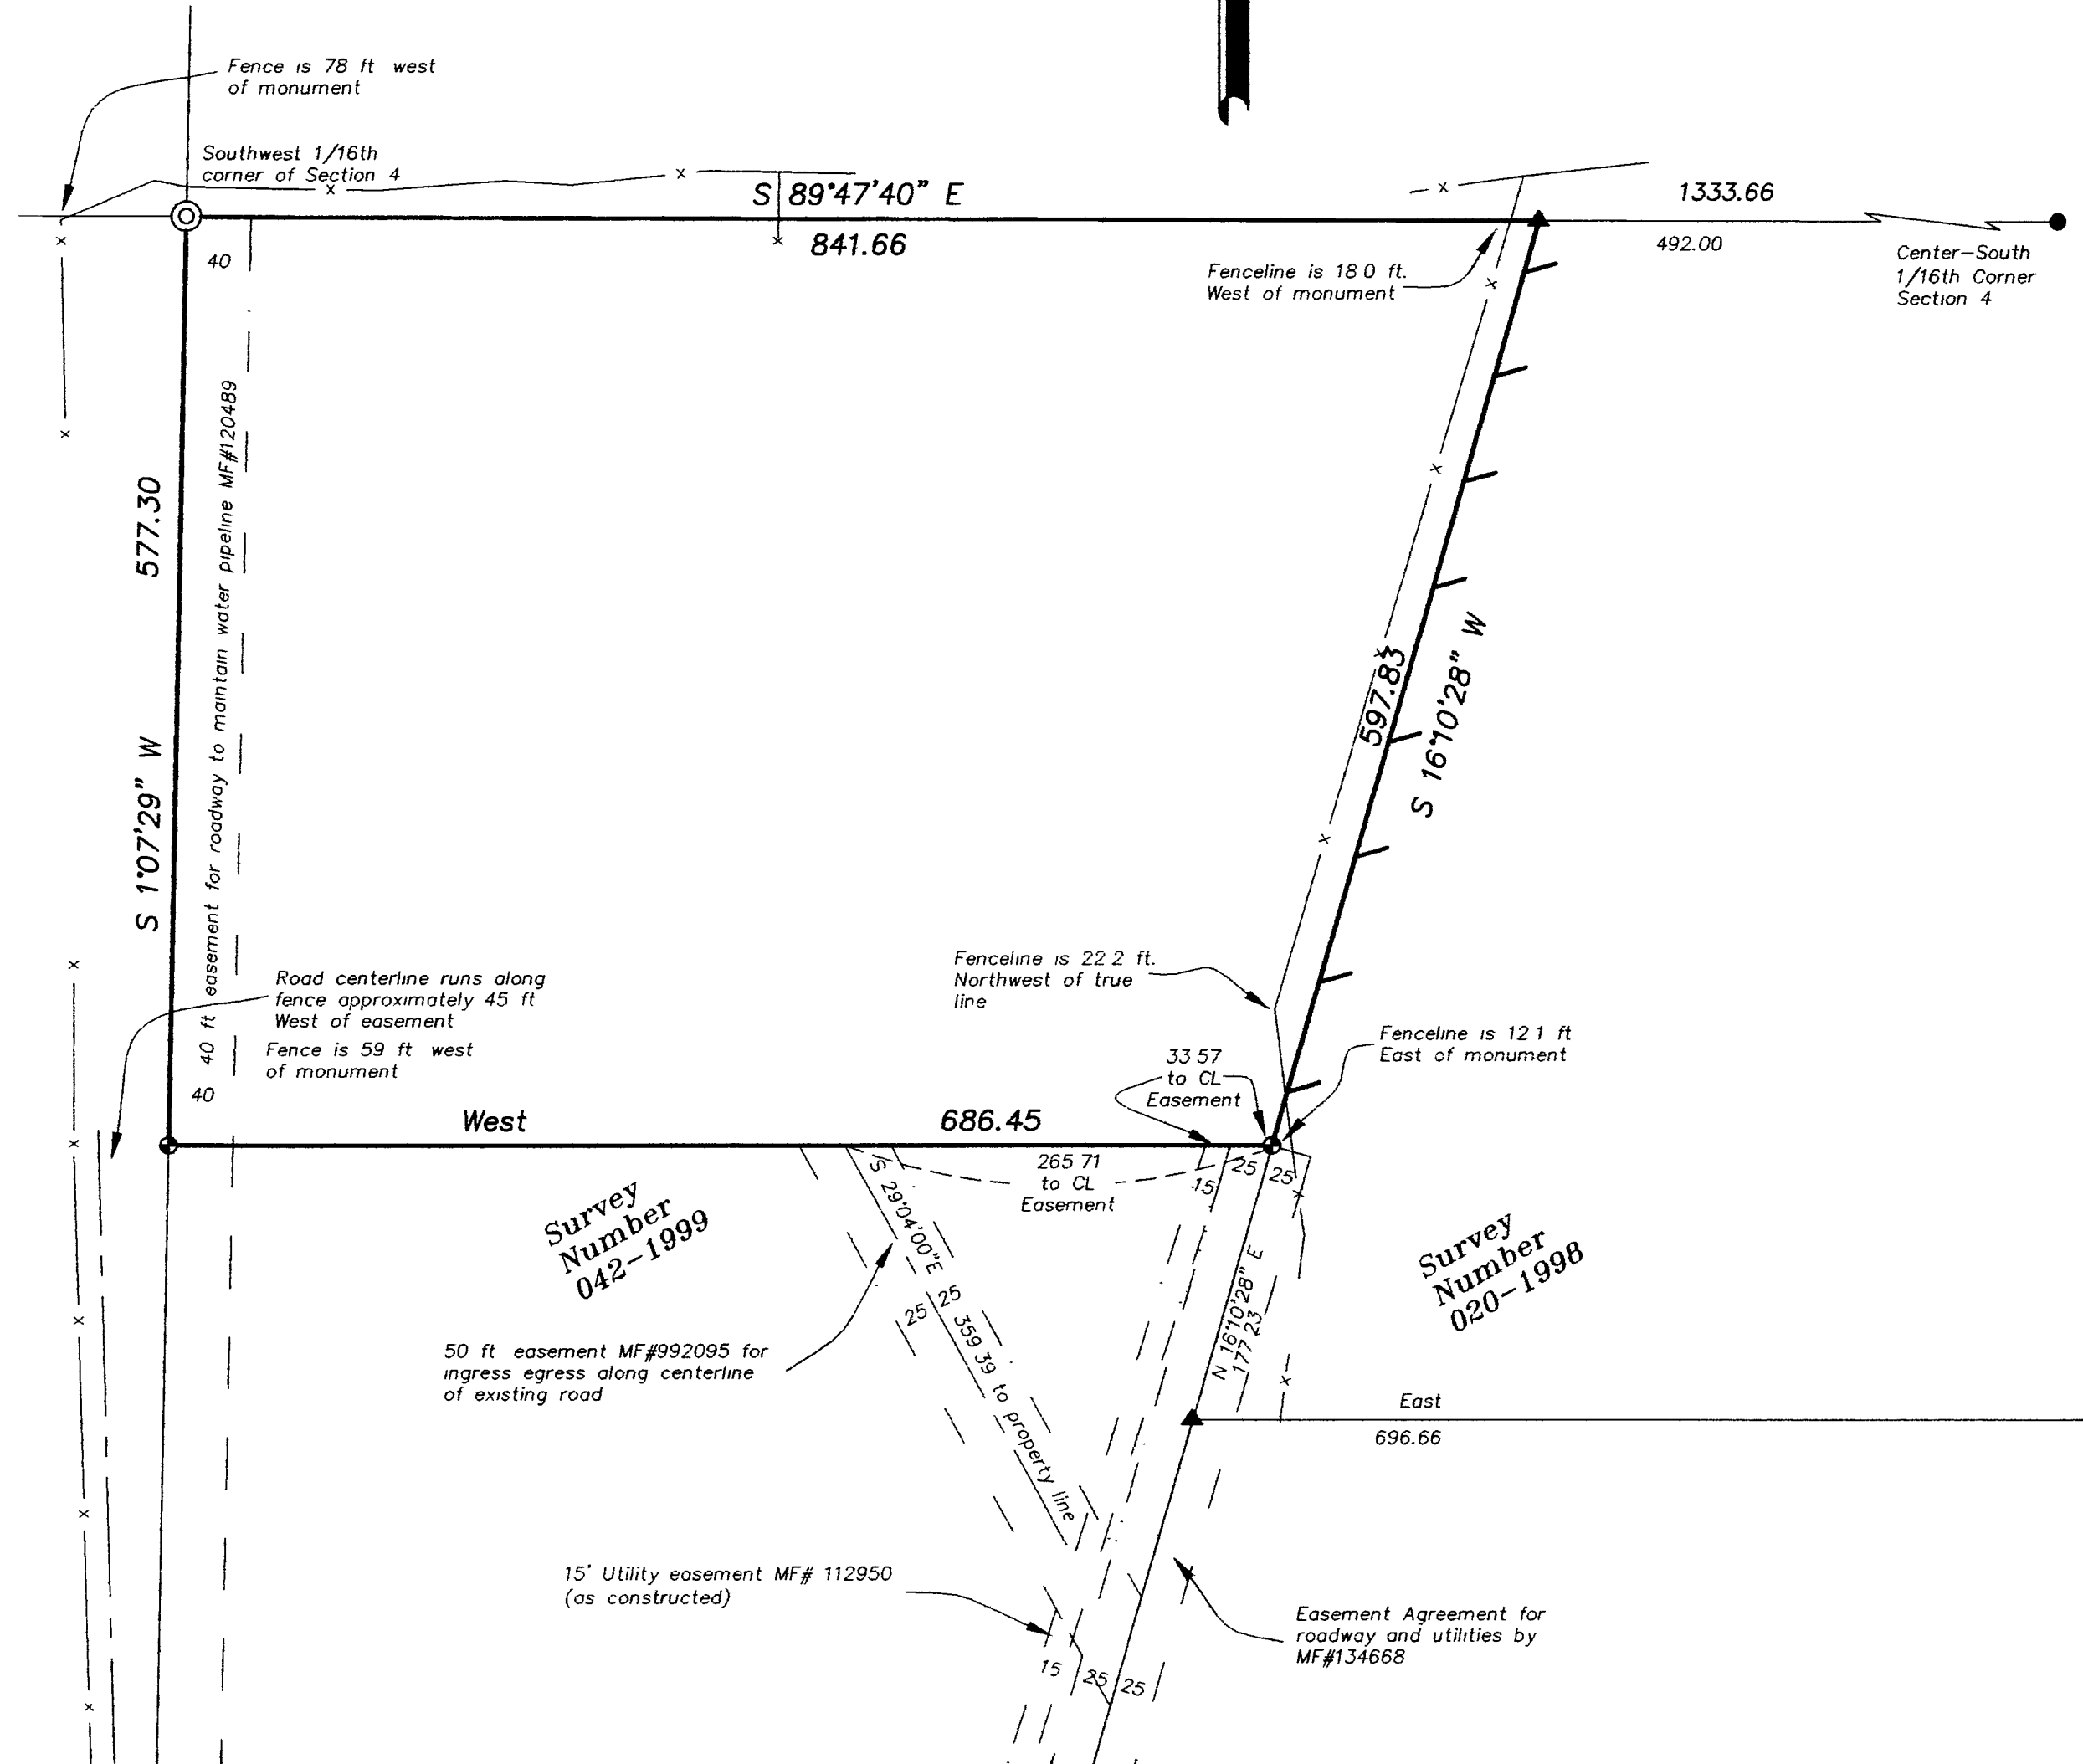 Fence is 78 ft west
of monument
Southwest 1/16th
corner of Section 4
S 89°47'40" E
841.66
1333.66
492.00
Center-South
1/16th Corner
Section 4
Fenceline is 18 0 ft.
West of monument
40
577.30
S 1°07'29" W
40 ft easement for roadway to maintain water pipeline MF#120489
597.83
S 16°10'28" W
Road centerline runs along
fence approximately 45 ft
West of easement
Fence is 59 ft west
of monument
40
Fenceline is 22 2 ft.
Northwest of true
line
Fenceline is 12 1 ft
East of monument
33 57
to CL
Easement
West
686.45
265 71
to CL
Easement
15
25
25
Survey
Number
042-1999
S 29°04'00"E 359 39 to property line
25
25
N 16°10'28" E
177 23
Survey
Number
020-1998
50 ft easement MF#992095 for
ingress egress along centerline
of existing road
East
696.66
15' Utility easement MF# 112950
(as constructed)
Easement Agreement for
roadway and utilities by
MF#134668
15
25
25